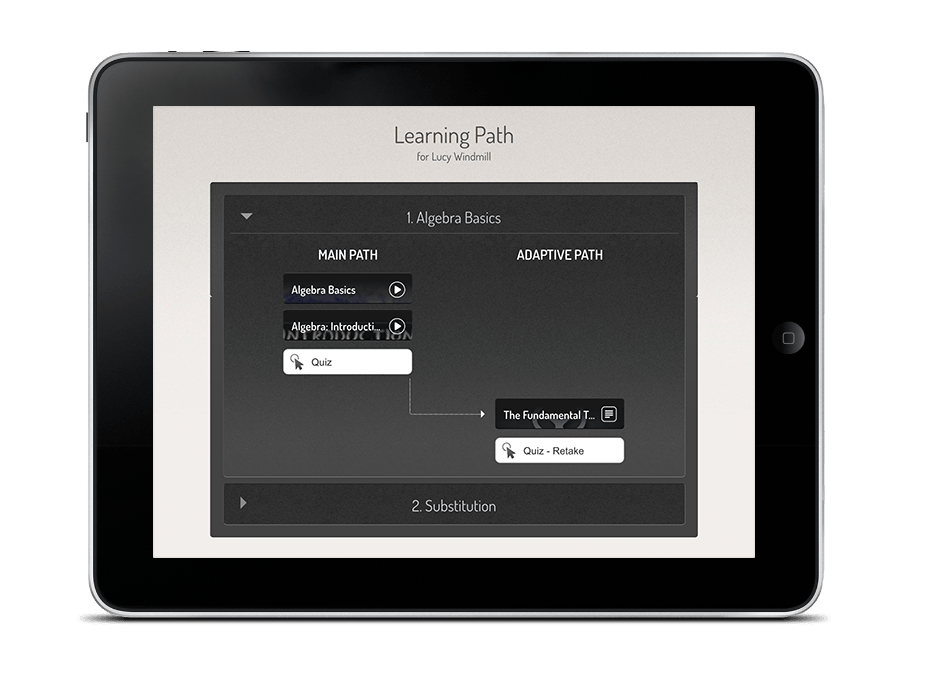 Learning Path
for Lucy Windmill
1. Algebra Basics
MAIN PATH
ADAPTIVE PATH
Algebra Basics
Algebra: Introducti...
INTRODUCTION
Quiz
The Fundamental T...
Quiz - Retake
2. Substitution